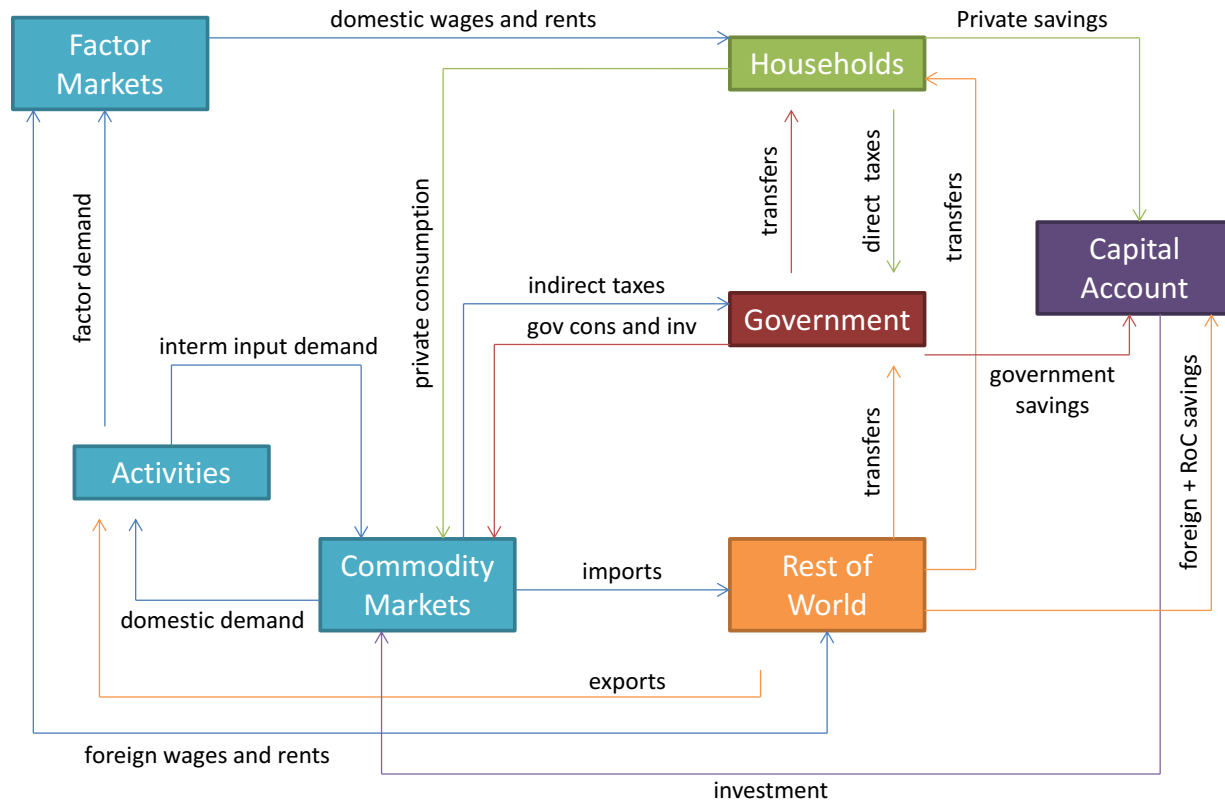 domestic wages and rents
Private savings
Factor
Markets
Households
factor demand
private consumption
transfers
direct taxes
transfers
Capital
Account
indirect taxes
Government
gov cons and inv
interm input demand
government
savings
foreign + RoC savings
transfers
Activities
Commodity
Markets
imports
Rest of
World
domestic demand
exports
foreign wages and rents
investment